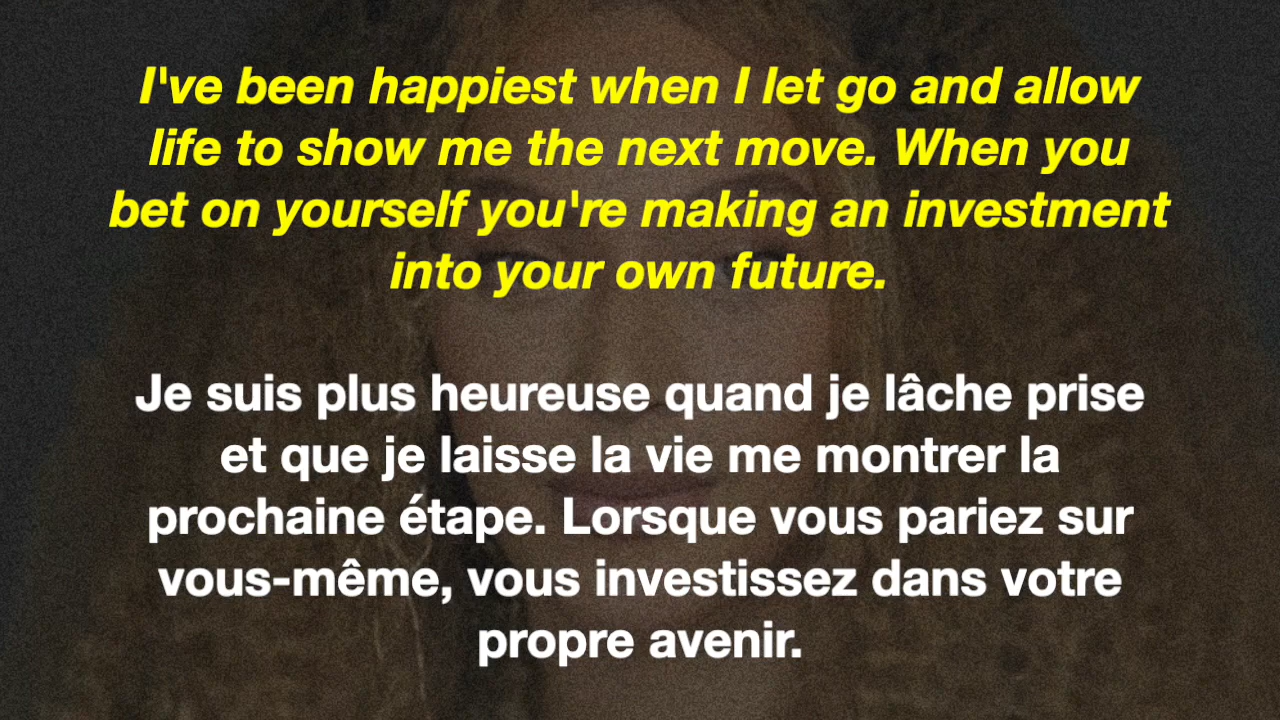 I've been happiest when I let go and allow
life to show me the next move. When you
bet on yourself you're making an investment
into your own future.
Je suis plus heureuse quand je lâche prise
et que je laisse la vie me montrer la
prochaine étape. Lorsque vous pariez sur
vous-même, vous investissez dans votre
propre avenir.